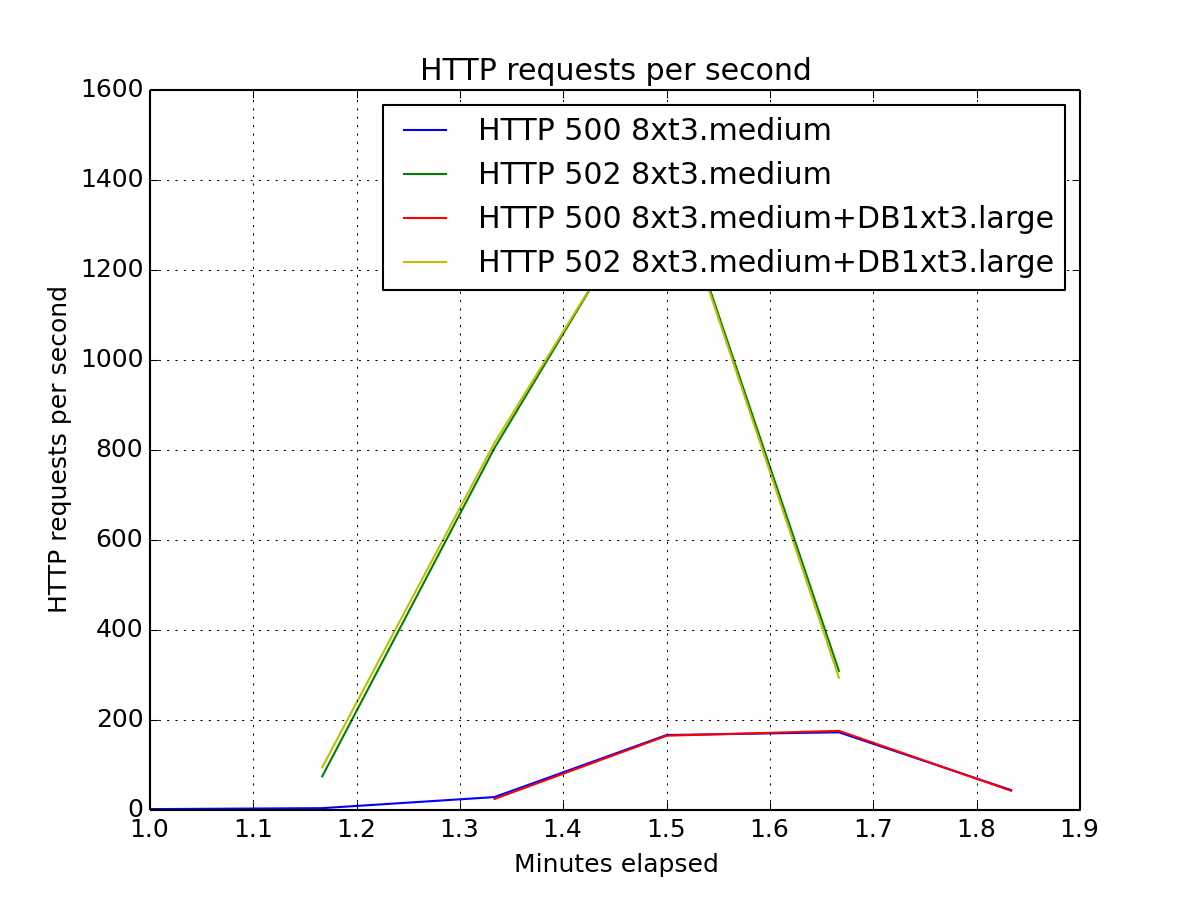 HTTP requests per second
1600
1400
1200
1000
800
600
400
200
0
HTTP requests per second
HTTP 500 8xt3.medium
HTTP 502 8xt3.medium
HTTP 500 8xt3.medium+DB1xt3.large
HTTP 502 8xt3.medium+DB1xt3.large
1.0 1.1 1.2 1.3 1.4 1.5 1.6 1.7 1.8 1.9
Minutes elapsed